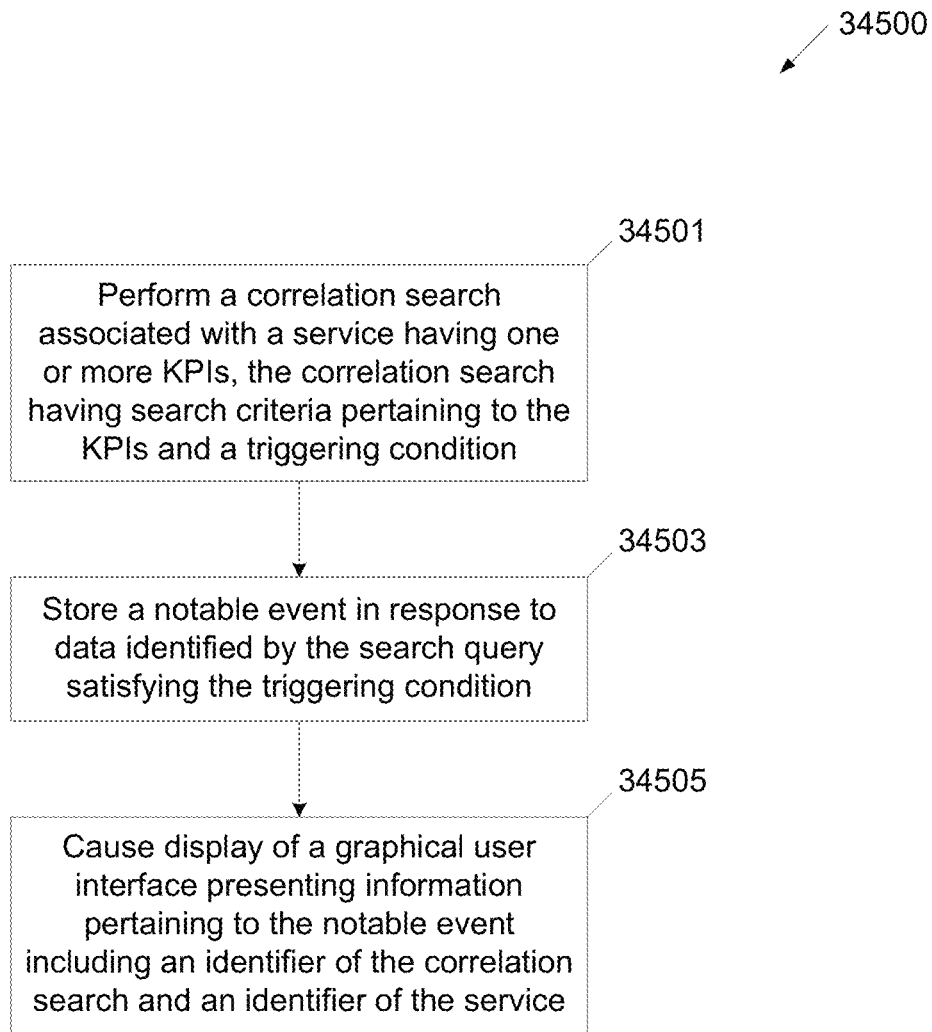 34500
34501
Perform a correlation search
associated with a service having one
or more KPIs, the correlation search
having search criteria pertaining to the
KPIs and a triggering condition
34503
Store a notable event in response to
data identified by the search query
satisfying the triggering condition
34505
Cause display of a graphical user
interface presenting information
pertaining to the notable event
including an identifier of the correlation
search and an identifier of the service